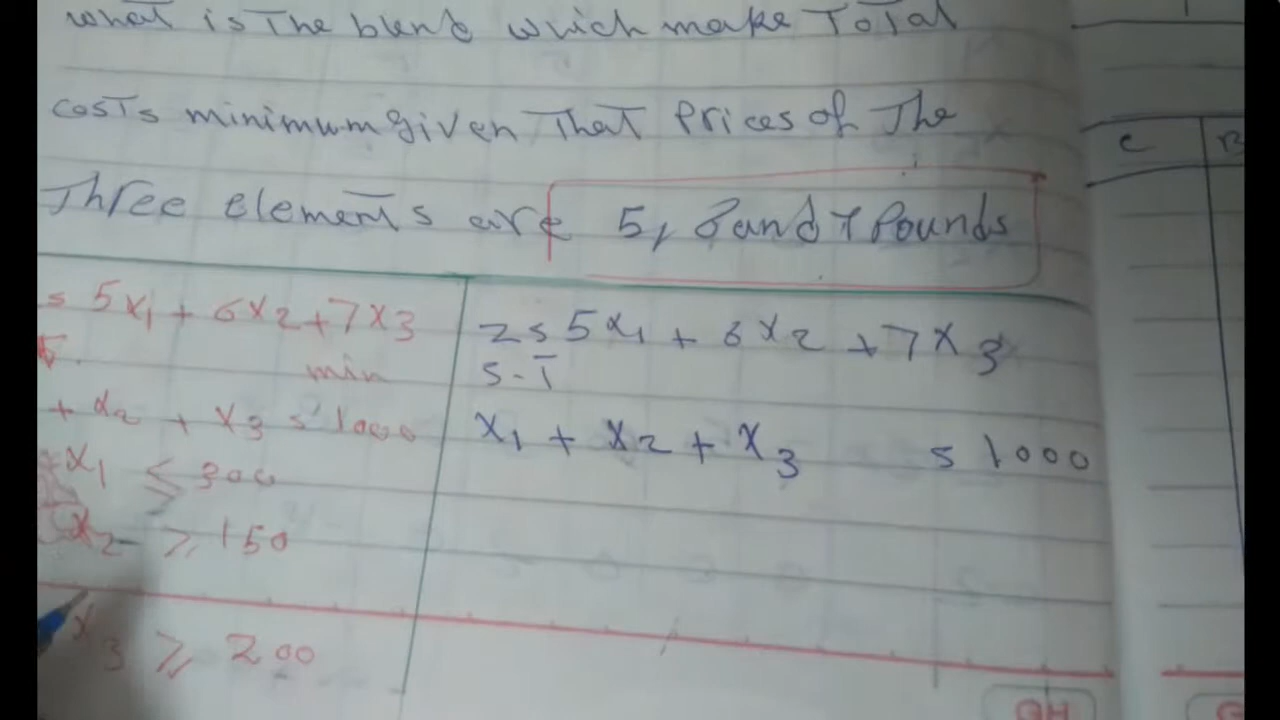 what is The blend which make Total
costs minimum given That Prices of The
Three elements are 5, 6 and 7 Pounds
= 5x1 + 6x2 + 7x3
min
+ x2 + x3 = 1000
x1 ≤ 300
x2 ≥ 150
x3 ≥ 200
Z = 5x1 + 6x2 + 7x3
S.T
x1 + x2 + x3 = 1000
C
B